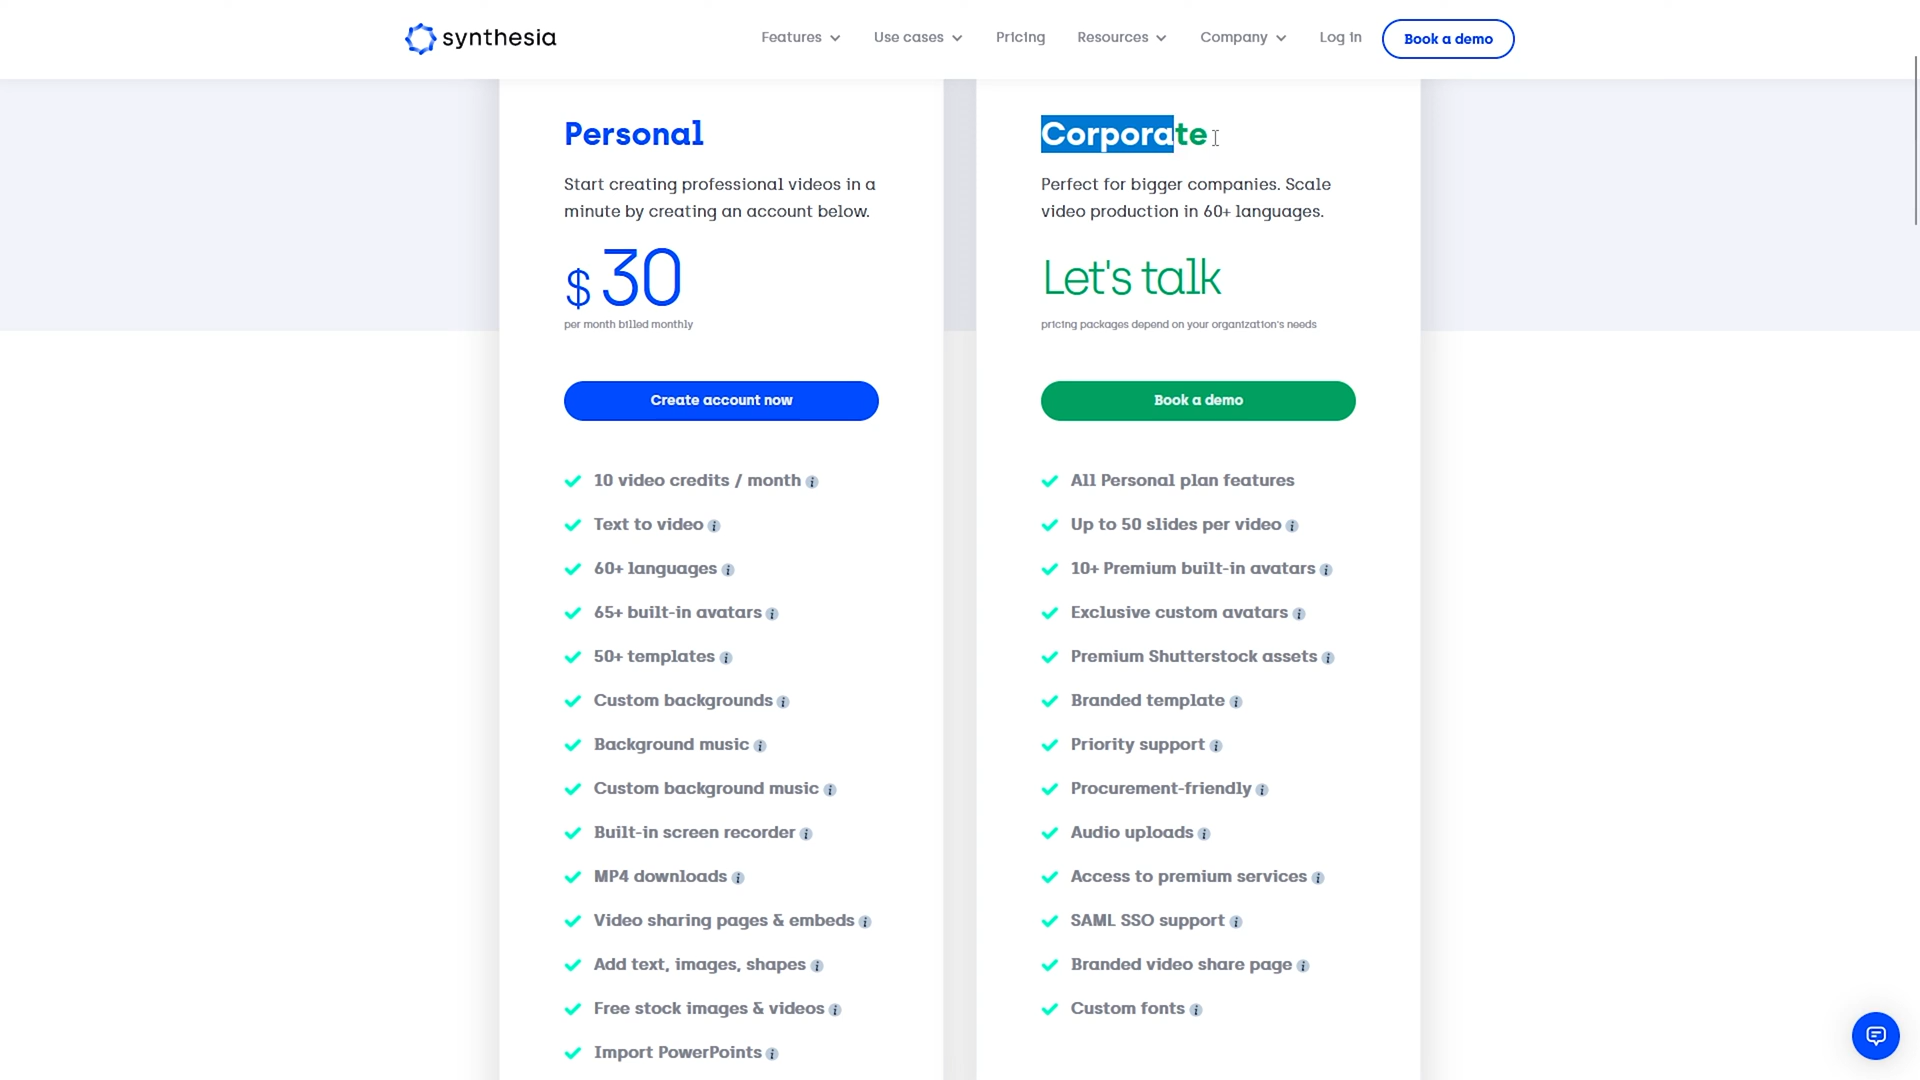 synthesia
Features
Use cases
Pricing
Resources
Company
Log in
Book a demo
Personal
Start creating professional videos in a
minute by creating an account below.
$ 30
per month billed monthly
Create account now
10 video credits / month
Text to video
60+ languages
65+ built-in avatars
50+ templates
Custom backgrounds
Background music
Custom background music
Built-in screen recorder
MP4 downloads
Video sharing pages & embeds
Add text, images, shapes
Free stock images & videos
Import PowerPoints
Corporate
Perfect for bigger companies. Scale
video production in 60+ languages.
Let's talk
pricing packages depend on your organization's needs
Book a demo
All Personal plan features
Up to 50 slides per video
10+ Premium built-in avatars
Exclusive custom avatars
Premium Shutterstock assets
Branded template
Priority support
Procurement-friendly
Audio uploads
Access to premium services
SAML SSO support
Branded video share page
Custom fonts